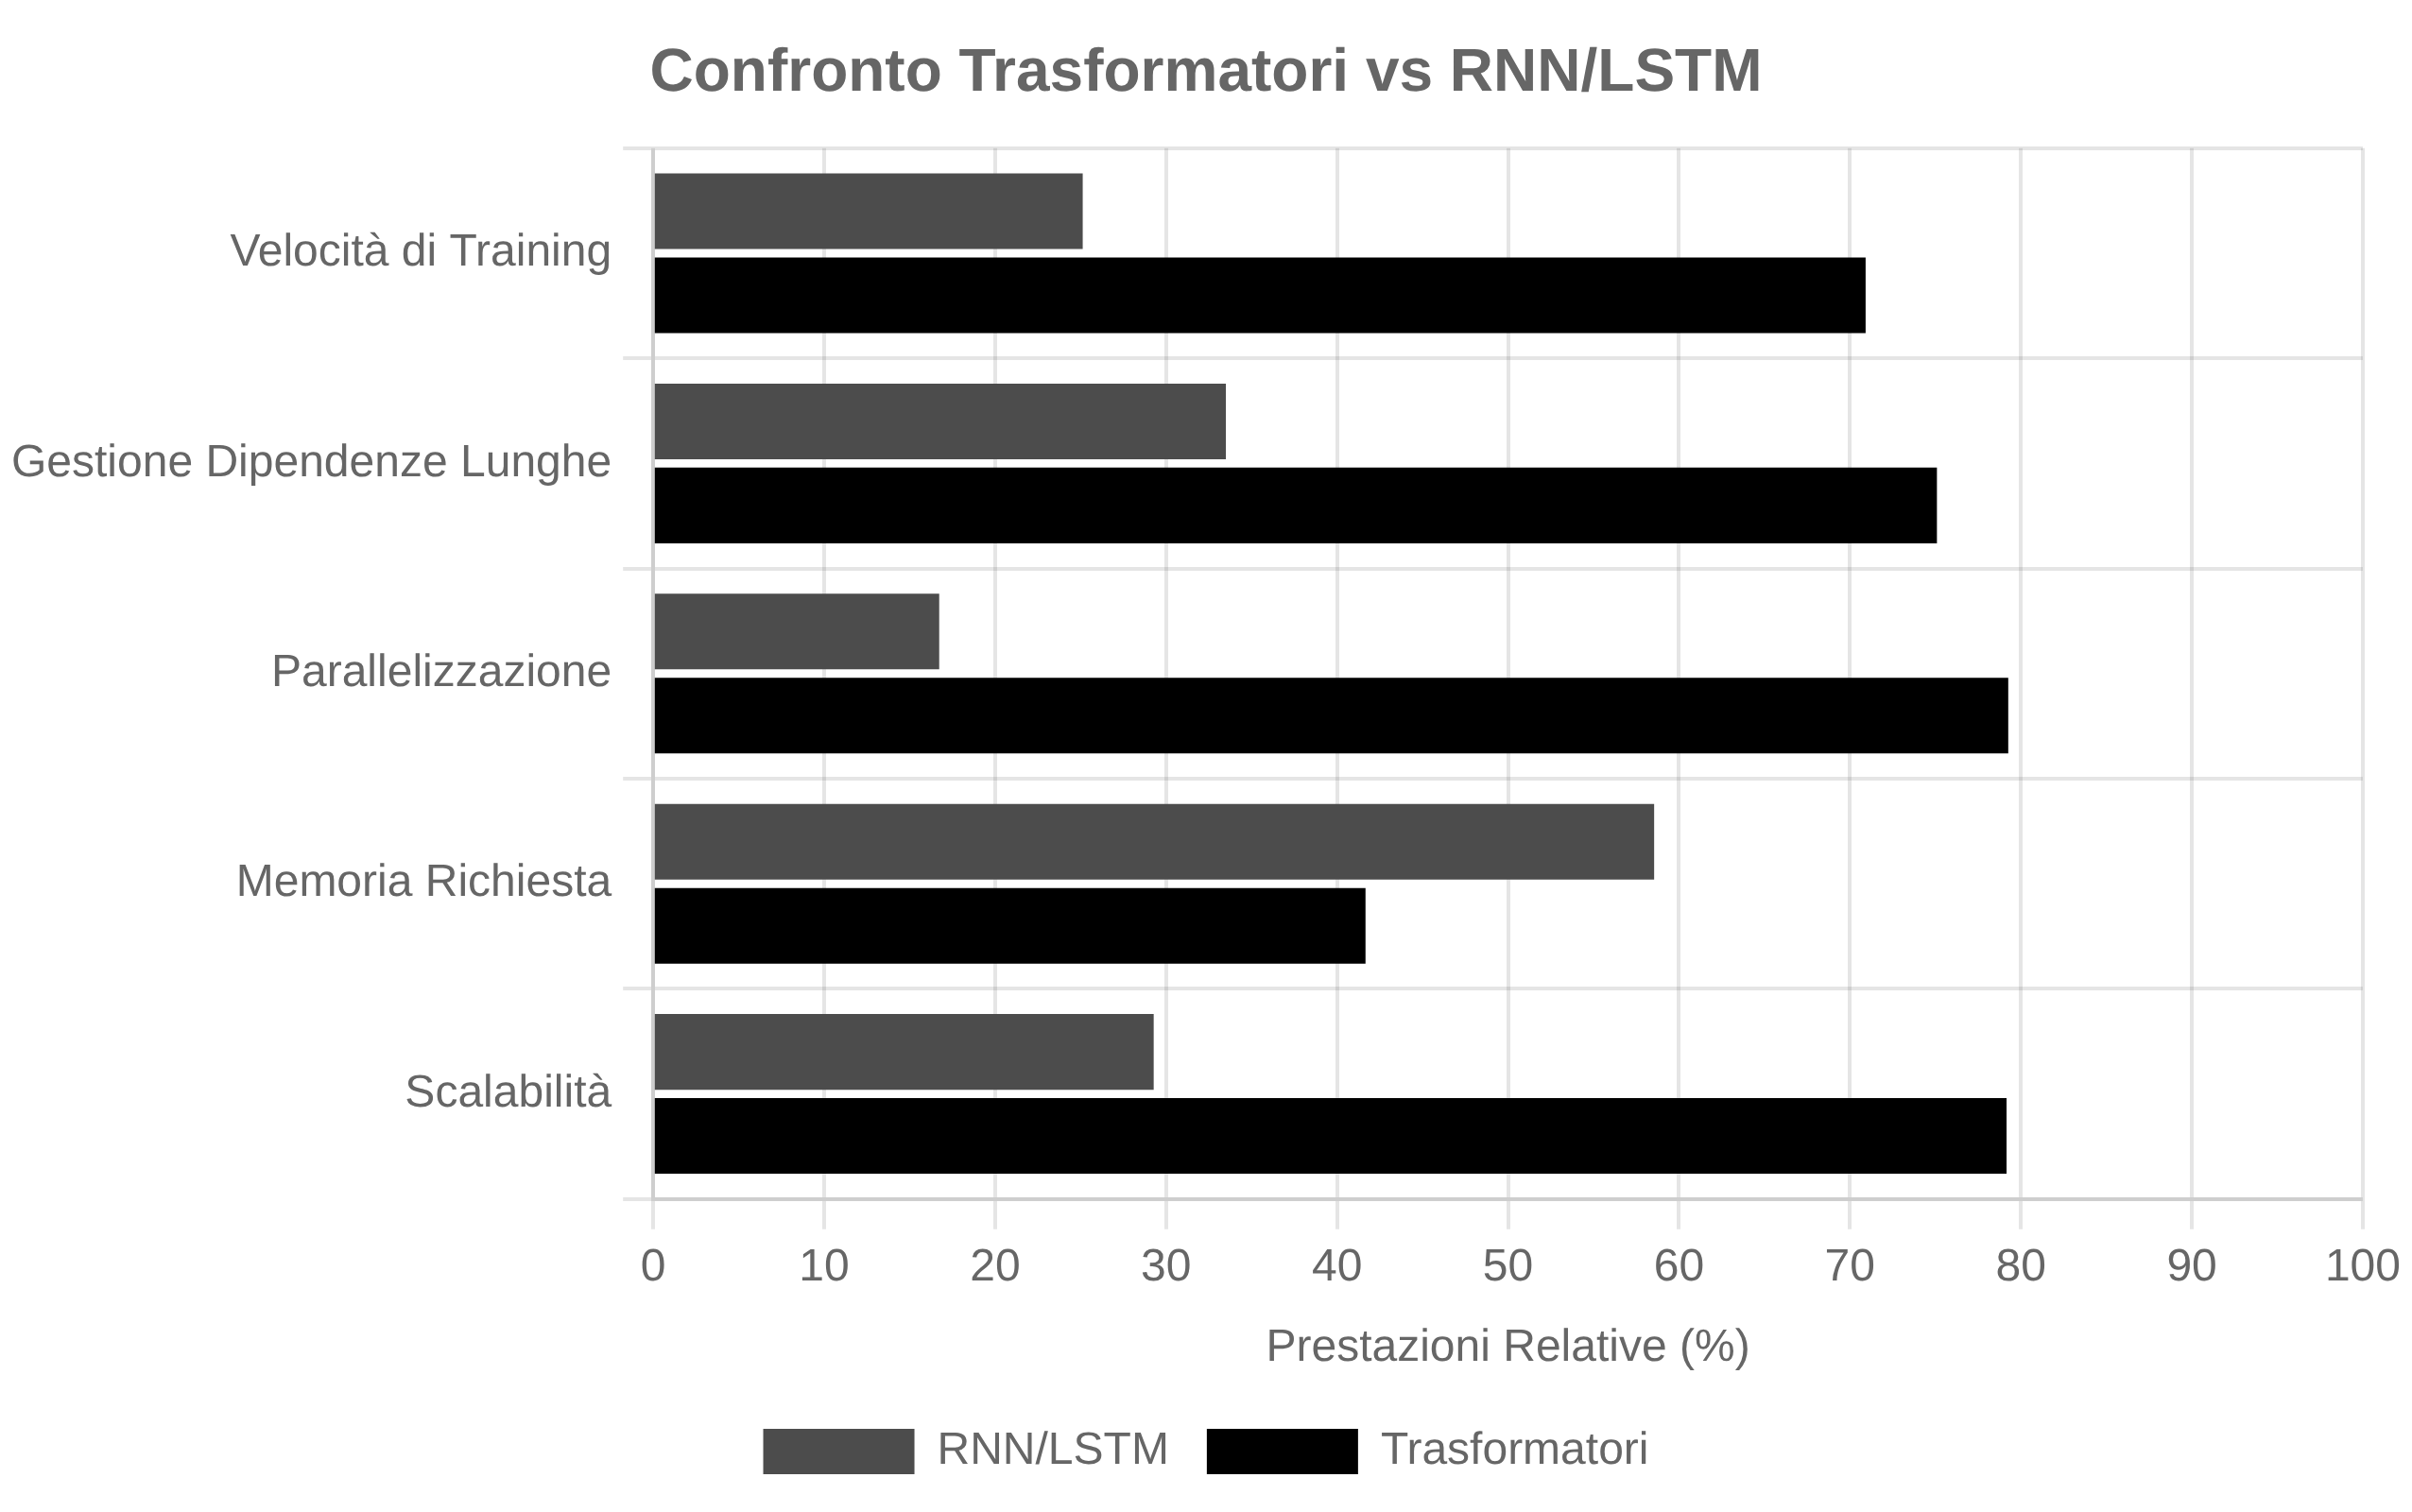 Confronto Trasformatori vs RNN/LSTM
Velocità di Training
Gestione Dipendenze Lunghe
Parallelizzazione
Memoria Richiesta
Scalabilità
0 10 20 30 40 50 60 70 80 90 100
Prestazioni Relative (%)
RNN/LSTM Trasformatori